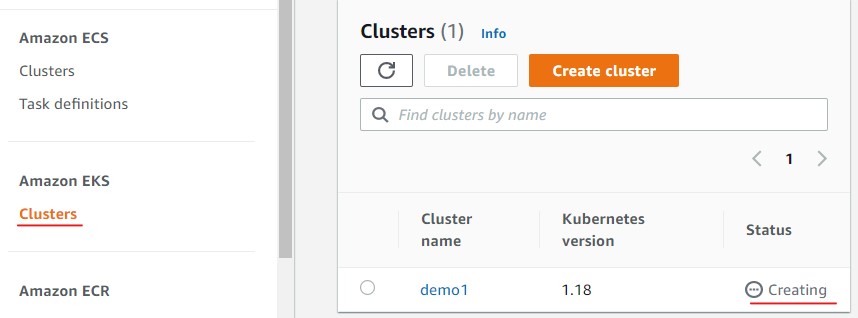 Amazon ECS
Clusters
Task definitions
Amazon EKS
Clusters
Amazon ECR
Clusters (1) Info
Delete Create cluster
Find clusters by name
1
Cluster name Kubernetes version Status
demo1 1.18 Creating